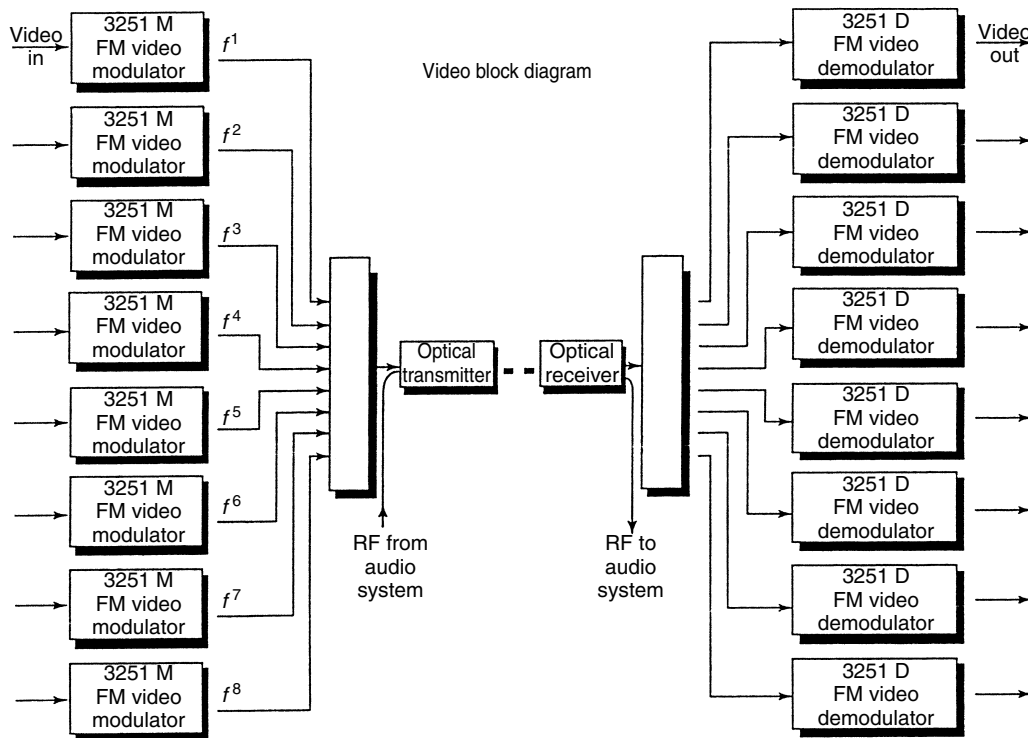 Video
in
3251 M
FM video
modulator
f¹
3251 M
FM video
modulator
f²
3251 M
FM video
modulator
f³
3251 M
FM video
modulator
f⁴
3251 M
FM video
modulator
f⁵
3251 M
FM video
modulator
f⁶
3251 M
FM video
modulator
f⁷
3251 M
FM video
modulator
f⁸
Video block diagram
Optical
transmitter
Optical
receiver
RF from
audio
system
RF to
audio
system
3251 D
FM video
demodulator
Video
out
3251 D
FM video
demodulator
3251 D
FM video
demodulator
3251 D
FM video
demodulator
3251 D
FM video
demodulator
3251 D
FM video
demodulator
3251 D
FM video
demodulator
3251 D
FM video
demodulator